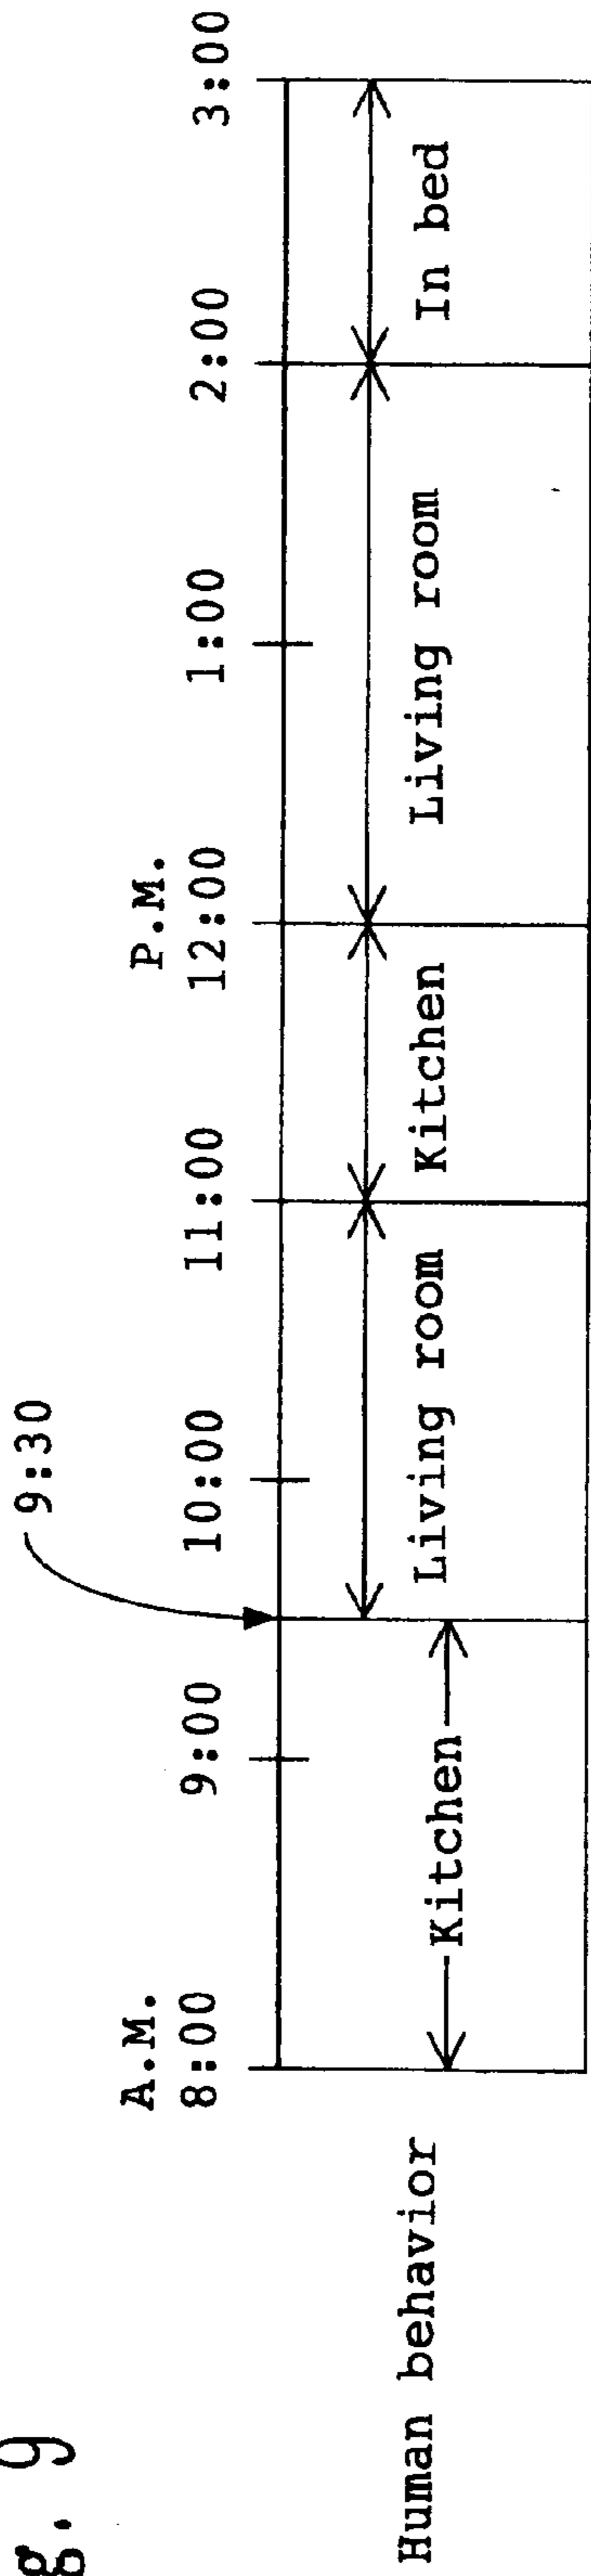 g. 9
9:30
A.M.
P.M.
8:00 9:00 10:00 11:00 12:00 1:00 2:00 3:00
Human behavior
Kitchen
Living room
Kitchen
Living room
In bed